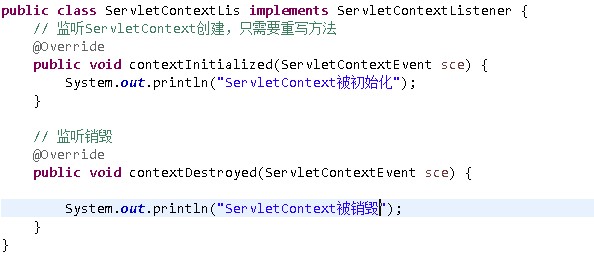 public class ServletContextLis implements ServletContextListener {
// 监听ServletContext创建，只需要重写方法
@Override
public void contextInitialized(ServletContextEvent sce) {
System.out.println("ServletContext被初始化");
}
// 监听销毁
@Override
public void contextDestroyed(ServletContextEvent sce) {
System.out.println("ServletContext被销毁");
}
}